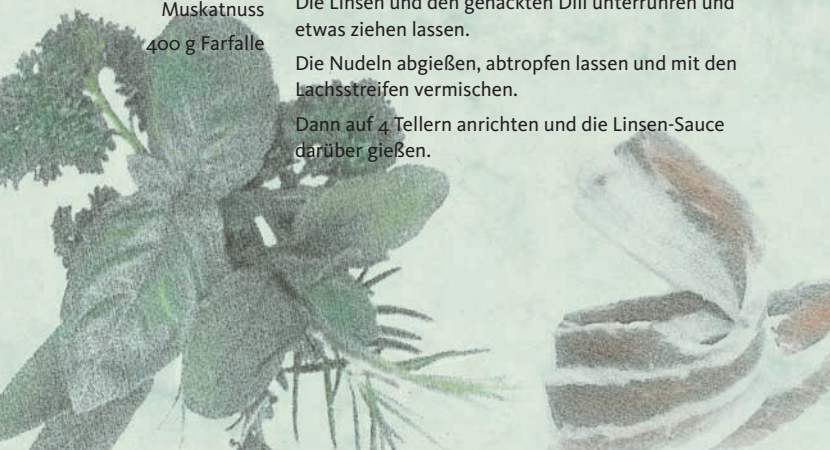 Muskatnuss
400 g Farfalle
Die Linsen und den gehackten Dill unterrühren und
etwas ziehen lassen.
Die Nudeln abgießen, abtropfen lassen und mit den
Lachsstreifen vermischen.
Dann auf 4 Tellern anrichten und die Linsen-Sauce
darüber gießen.